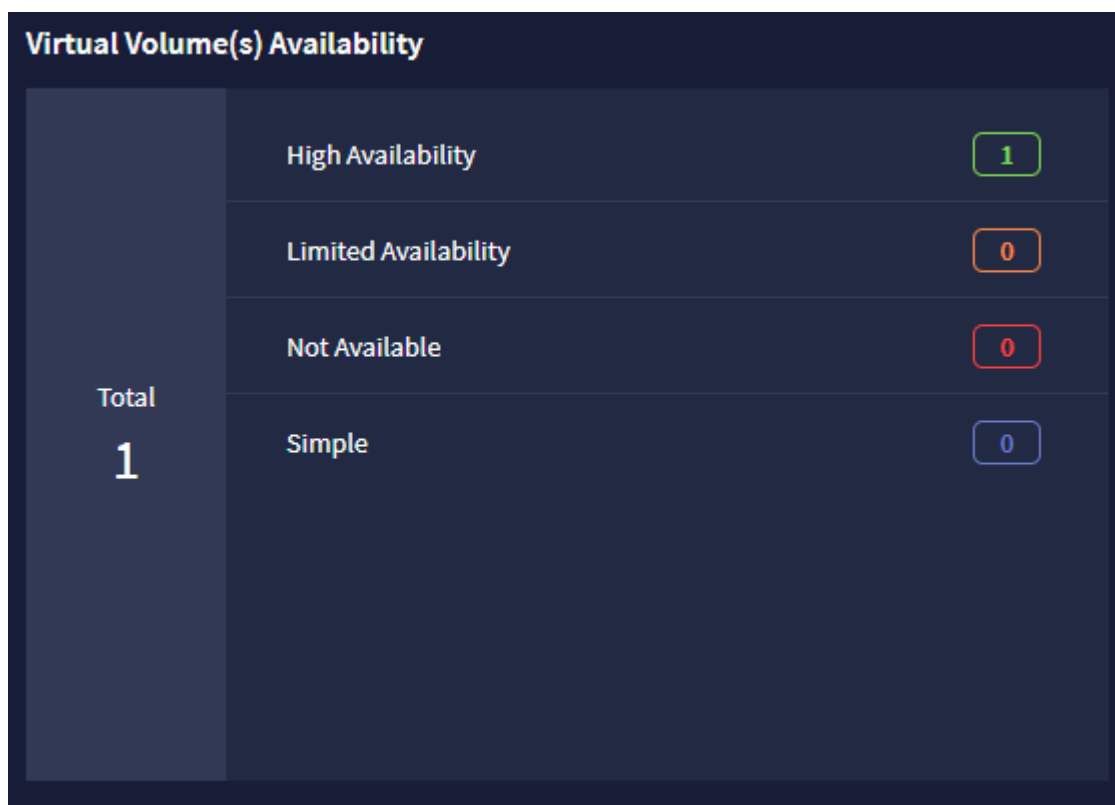 Virtual Volume(s) Availability
Total
1
High Availability 1
Limited Availability 0
Not Available 0
Simple 0